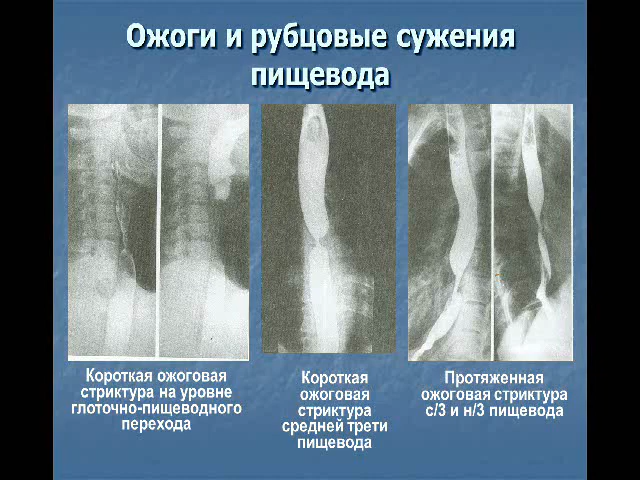 Ожоги и рубцовые сужения
пищевода
Короткая ожоговая
стриктура на уровне
глоточно-пищеводного
перехода
Короткая
ожоговая
стриктура
средней трети
пищевода
Протяженная
ожоговая стриктура
с/3 и н/3 пищевода